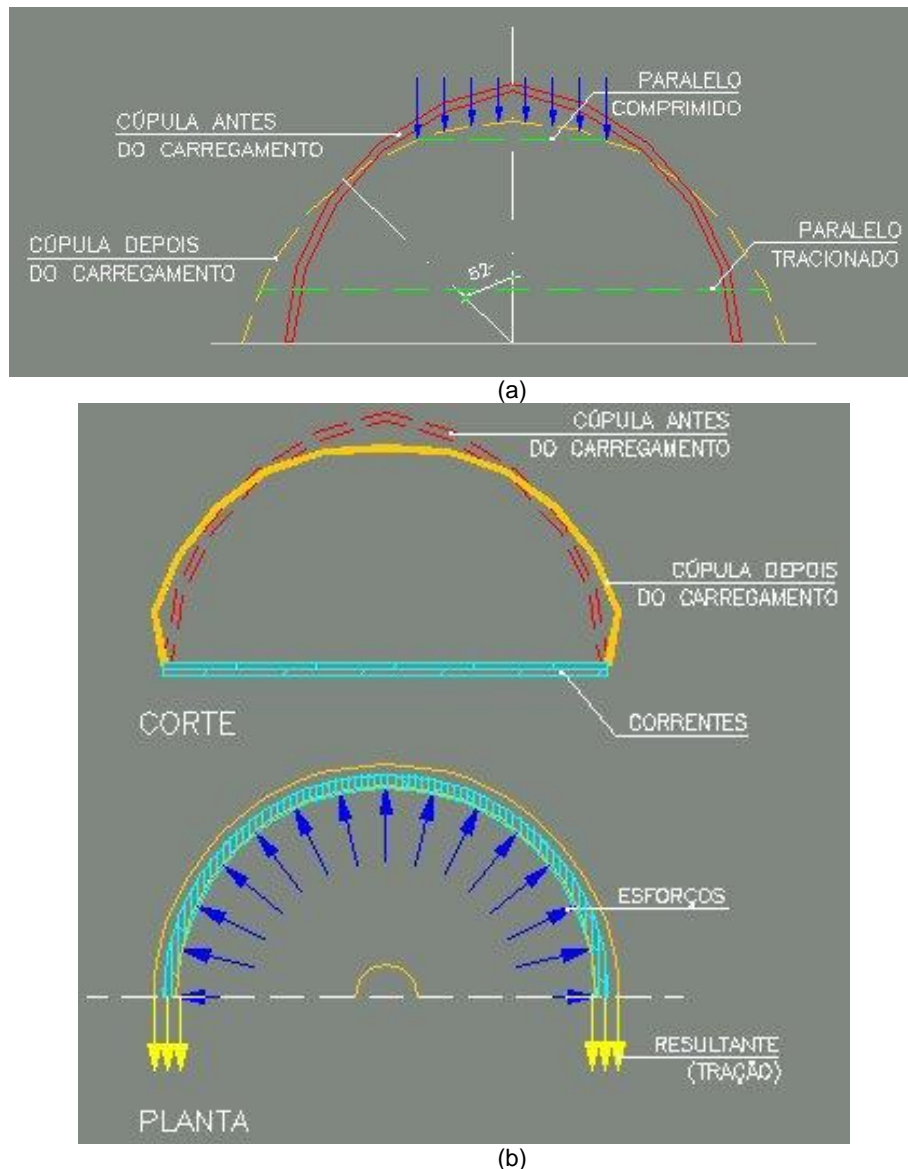 PARALELO
COMPRIMIDO
CÚPULA ANTES
DO CARREGAMENTO
CÚPULA DEPOIS
DO CARREGAMENTO
PARALELO
TRACIONADO
52°
(a)
CÚPULA ANTES
DO CARREGAMENTO
CÚPULA DEPOIS
DO CARREGAMENTO
CORTE
CORRENTES
ESFORÇOS
RESULTANTE
(TRAÇÃO)
PLANTA
(b)